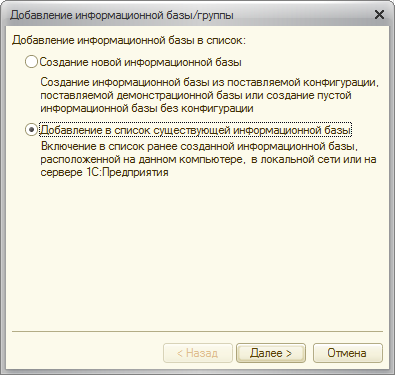 Добавление информационной базы/группы
Добавление информационной базы в список:
Создание новой информационной базы
Создание информационной базы из поставляемой конфигурации,
поставляемой демонстрационной базы или создание пустой
информационной базы без конфигурации
Добавление в список существующей информационной базы
Включение в список ранее созданной информационной базы,
расположенной на данном компьютере, в локальной сети или на
сервере 1С:Предприятия
< Назад
Далее >
Отмена